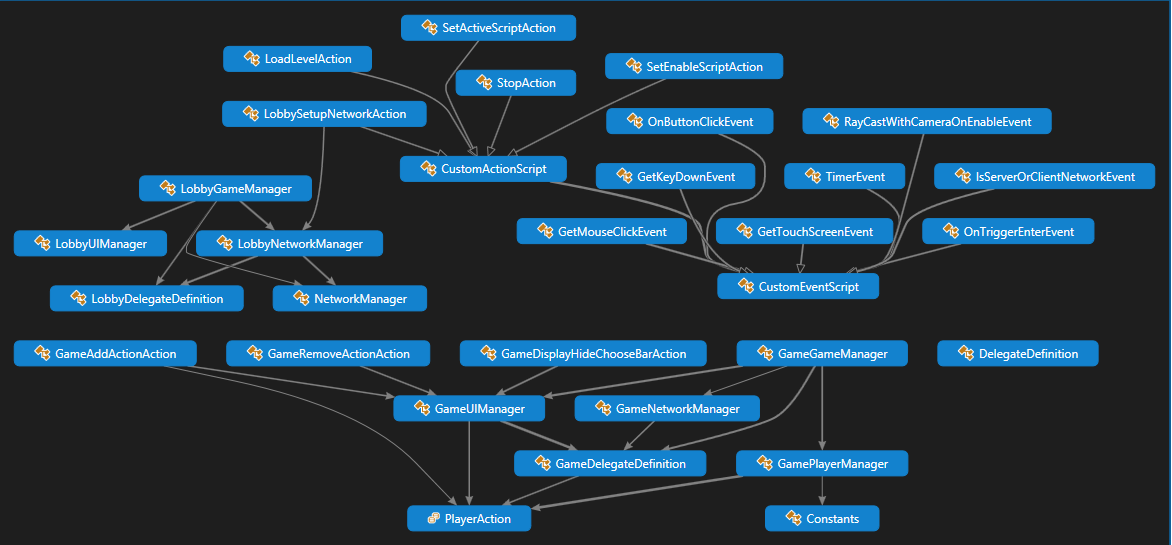 SetActiveScriptAction
LoadLevelAction
SetEnableScriptAction
StopAction
LobbySetupNetworkAction
OnButtonClickEvent
RayCastWithCameraOnEnableEvent
CustomActionScript
GetKeyDownEvent
TimerEvent
IsServerOrClientNetworkEvent
LobbyGameManager
GetMouseClickEvent
GetTouchScreenEvent
OnTriggerEnterEvent
LobbyUIManager
LobbyNetworkManager
CustomEventScript
LobbyDelegateDefinition
NetworkManager
GameAddActionAction
GameRemoveActionAction
GameDisplayHideChooseBarAction
GameGameManager
DelegateDefinition
GameUIManager
GameNetworkManager
GameDelegateDefinition
GamePlayerManager
PlayerAction
Constants